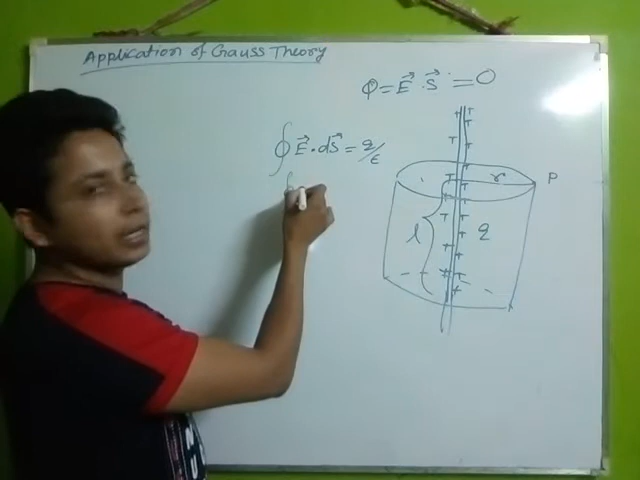 Application of Gauss Theory
φ = E⃗ . S⃗ = 0
∮ E⃗ . dS⃗ = q/ε
r P
l q